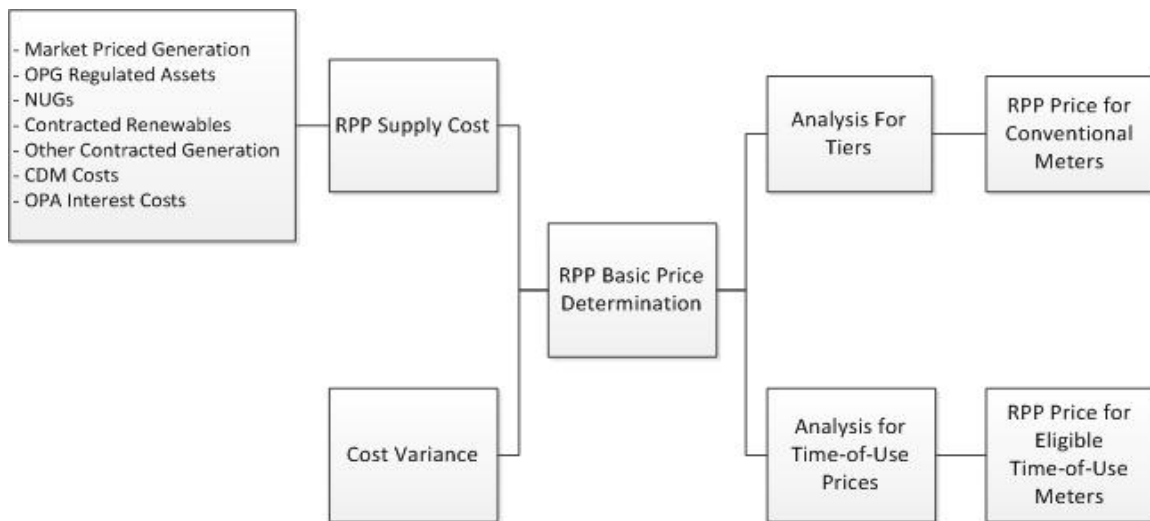 - Market Priced Generation
- OPG Regulated Assets
- NUGs
- Contracted Renewables
- Other Contracted Generation
- CDM Costs
- OPA Interest Costs
RPP Supply Cost
Cost Variance
RPP Basic Price
Determination
Analysis For
Tiers
RPP Price for
Conventional
Meters
Analysis for
Time-of-Use
Prices
RPP Price for
Eligible
Time-of-Use
Meters